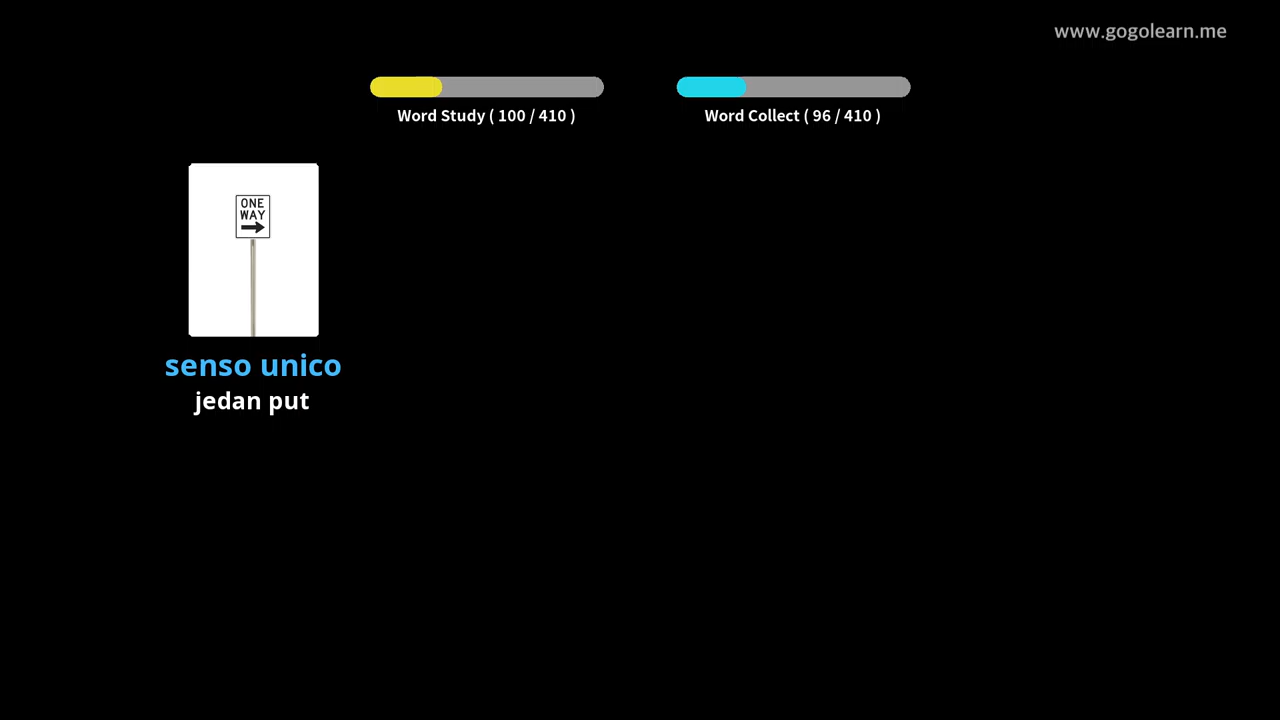 www.gogolearn.me
Word Study ( 100 / 410 )
Word Collect ( 96 / 410 )
ONE
WAY
senso unico
jedan put